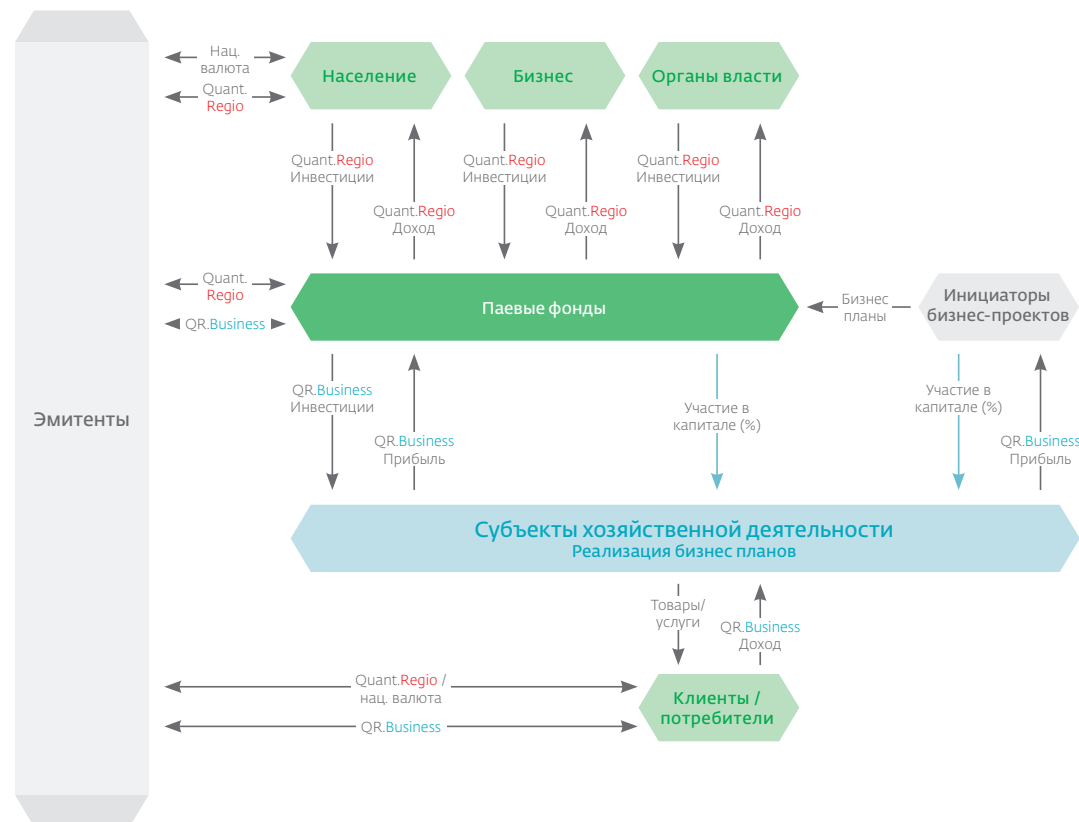 Нац.
валюта
Quant.
Regio
Население
Бизнес
Органы власти
Quant.Regio
Инвестиции
Quant.Regio
Доход
Quant.Regio
Инвестиции
Quant.Regio
Доход
Quant.Regio
Инвестиции
Quant.Regio
Доход
Quant.
Regio
QR.Business
Паевые фонды
Бизнес
планы
Инициаторы
бизнес-проектов
Эмитенты
QR.Business
Инвестиции
QR.Business
Прибыль
Участие в
капитале (%)
Участие в
капитале (%)
QR.Business
Прибыль
Субъекты хозяйственной деятельности
Реализация бизнес планов
Товары/
услуги
QR.Business
Доход
Quant.Regio /
нац. валюта
QR.Business
Клиенты /
потребители